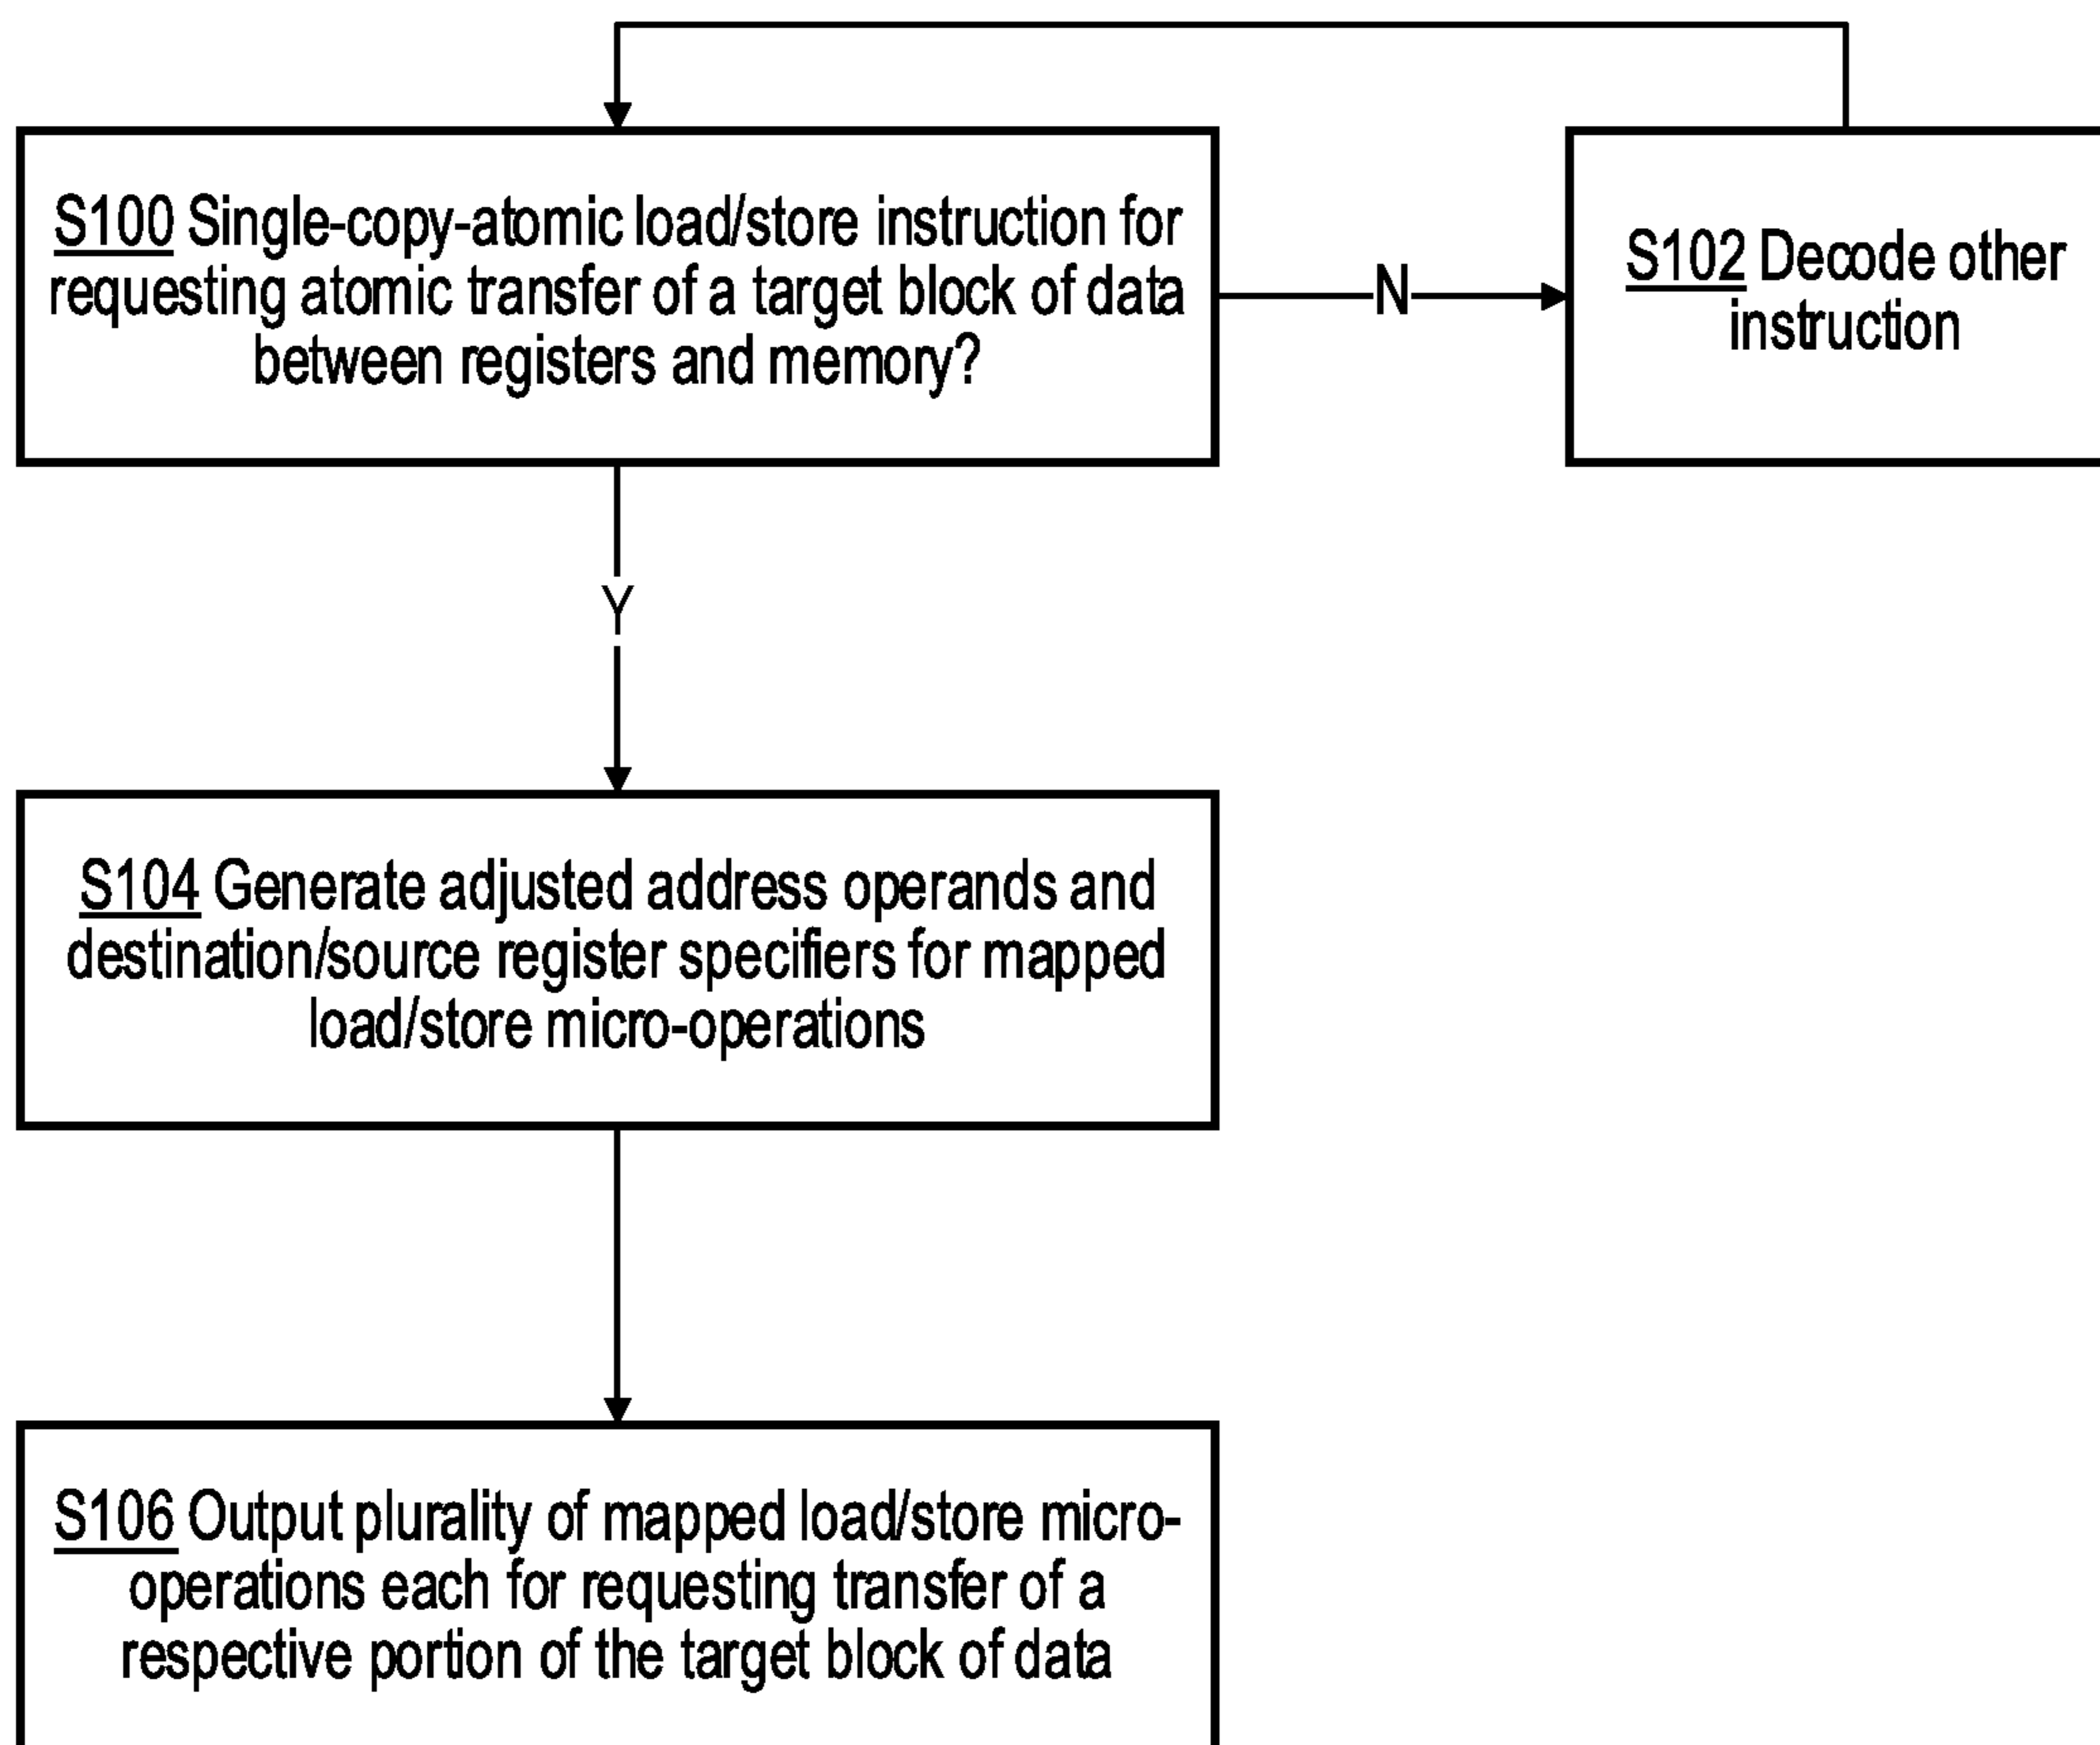 S100 Single-copy-atomic load/store instruction for
requesting atomic transfer of a target block of data
between registers and memory?
N
S102 Decode other
instruction
Y
S104 Generate adjusted address operands and
destination/source register specifiers for mapped
load/store micro-operations
S106 Output plurality of mapped load/store micro-
operations each for requesting transfer of a
respective portion of the target block of data